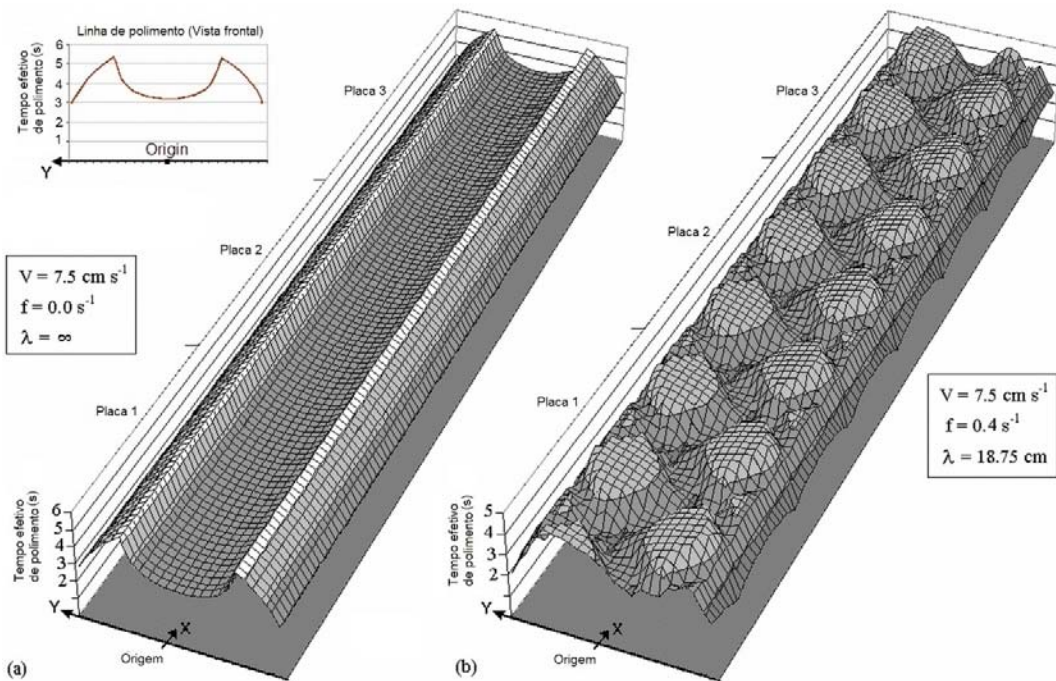 Linha de polimento (Vista frontal)
Tempo efetivo
de polimento (s)
6
5
4
3
2
1
Origin
Y
V = 7.5 cm s⁻¹
f = 0.0 s⁻¹
λ = ∞
Placa 3
Placa 2
Placa 1
Tempo efetivo
de polimento (s)
6
5
4
3
2
Y
X
Origem
(a)
Placa 3
Placa 2
Placa 1
V = 7.5 cm s⁻¹
f = 0.4 s⁻¹
λ = 18.75 cm
Tempo efetivo
de polimento (s)
5
4
3
2
Y
X
Origem
(b)